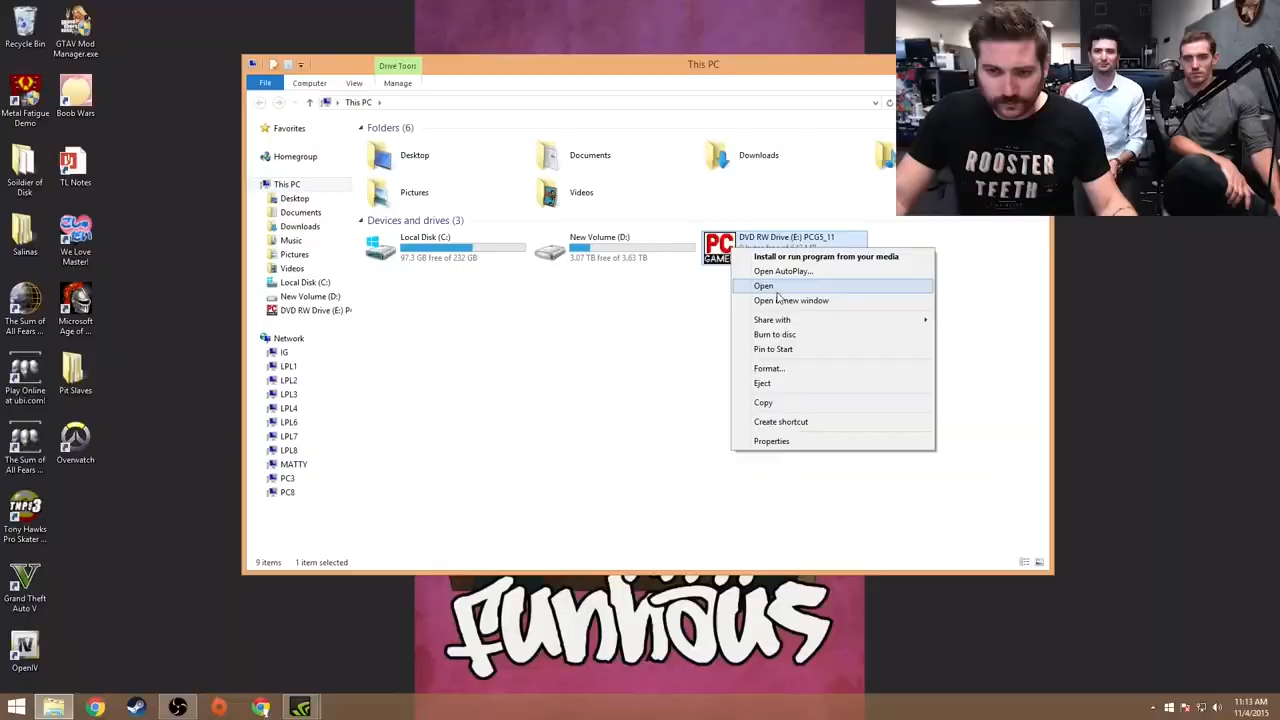 Recycle Bin
GTAV Mod
Manager.exe
Metal Fatigue
Demo
Boob Wars
Soldier of
Disk
Salinas
TL Notes
We Love
Master!
The Sum of
All Fears ...
Microsoft
Age of ...
Play Online
at ubi.com!
Pit Slaves
The Sum of
All Fears ...
Overwatch
THPS3
Tony Hawks
Pro Skater ...
Grand Theft
Auto V
OpenIV
Drive Tools
This PC
File
Computer
View
Manage
This PC
Favorites
Homegroup
This PC
Desktop
Documents
Downloads
Music
Pictures
Videos
Local Disk (C:)
New Volume (D:)
DVD RW Drive (E:) P
Network
IG
LPL1
LPL2
LPL3
LPL4
LPL6
LPL7
LPL8
MATTY
PC3
PC8
Folders (6)
Desktop
Documents
Downloads
Pictures
Videos
Devices and drives (3)
Local Disk (C:)
97.3 GB free of 232 GB
New Volume (D:)
3.07 TB free of 3.63 TB
PC
GAME
DVD RW Drive (E:) PCG5_11
Install or run program from your media
Open AutoPlay...
Open
Open in new window
Share with
Burn to disc
Pin to Start
Format...
Eject
Copy
Create shortcut
Properties
9 items
1 item selected
ROOSTER
TEETH
funhaus
11:13 AM
11/4/2015